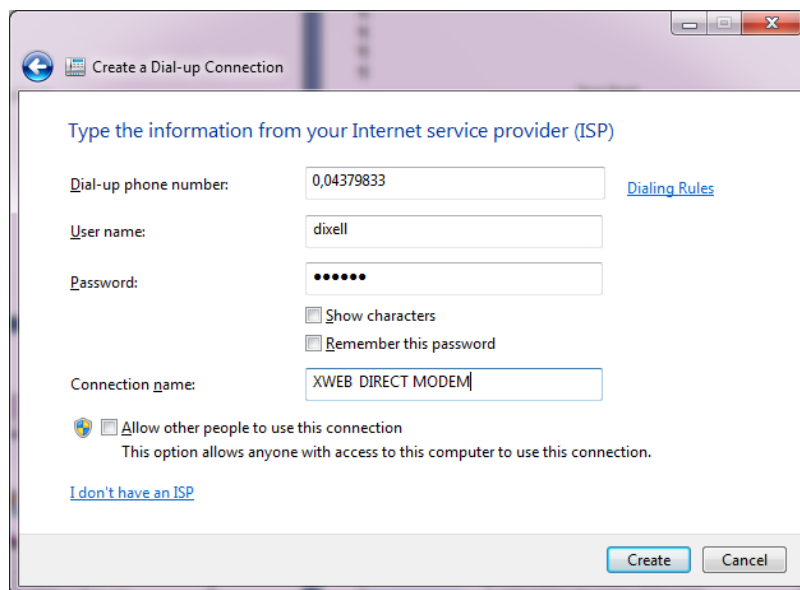 Create a Dial-up Connection
Type the information from your Internet service provider (ISP)
Dial-up phone number: 0,04379833 Dialing Rules
User name: dixell
Password: ••••••
Show characters
Remember this password
Connection name: XWEB DIRECT MODEM
Allow other people to use this connection
This option allows anyone with access to this computer to use this connection.
I don't have an ISP
Create Cancel